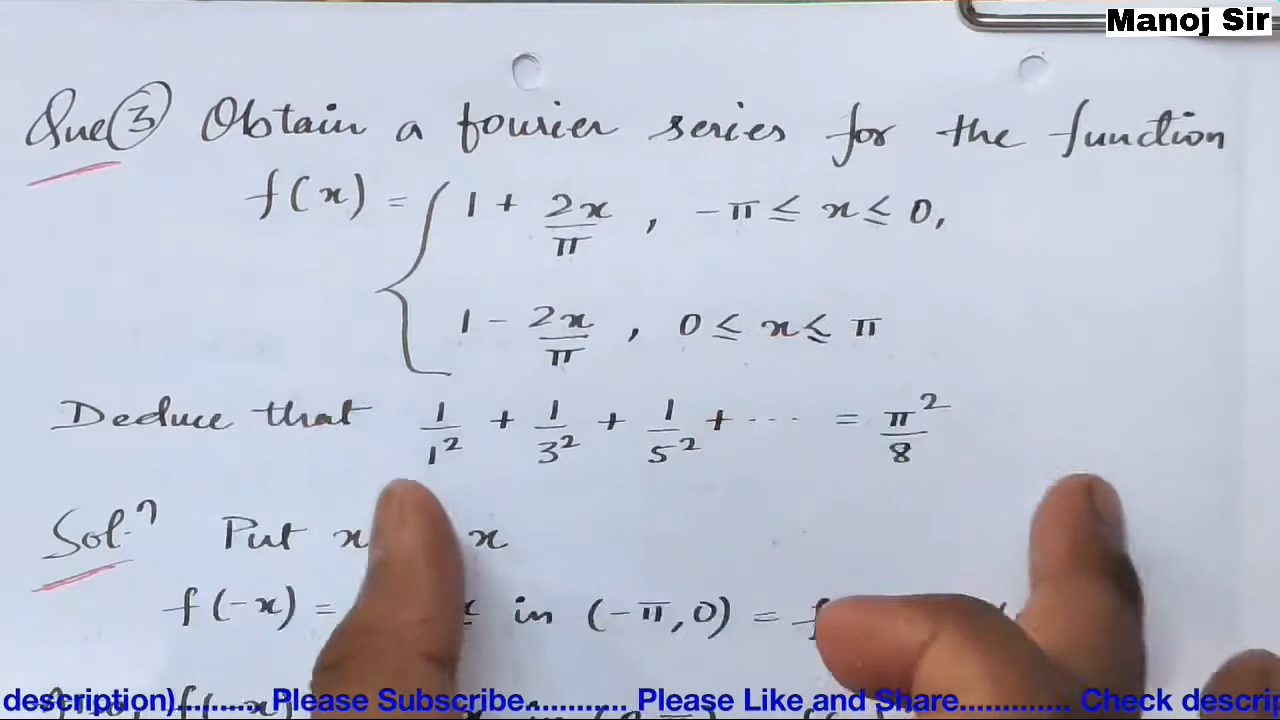 Manoj Sir
Que ③ Obtain a fourier series for the function
f(x) = { 1 + 2x/π , -π ≤ x ≤ 0,
1 - 2x/π , 0 ≤ x ≤ π
Deduce that 1/1² + 1/3² + 1/5² + ... = π²/8
Sol.ⁿ Put x x
f(-x) = in (-π, 0) = f
f(-x) in
description)......... Please Subscribe............ Please Like and Share............. Check descrip